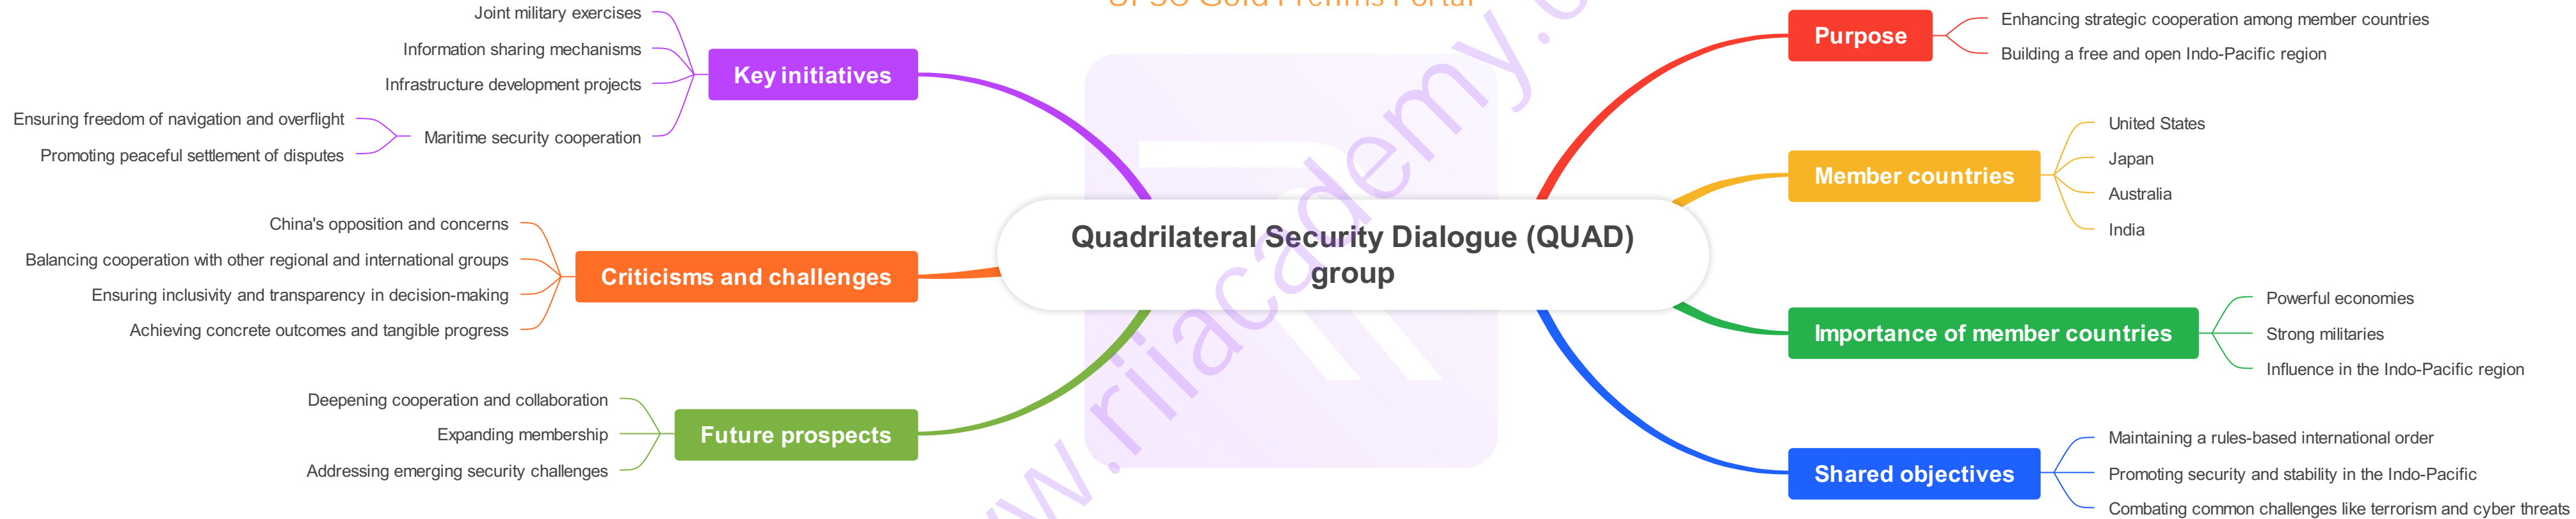 UPSC Gold Prelims Portal
Quadrilateral Security Dialogue (QUAD)
group
Purpose
Enhancing strategic cooperation among member countries
Building a free and open Indo-Pacific region
Member countries
United States
Japan
Australia
India
Importance of member countries
Powerful economies
Strong militaries
Influence in the Indo-Pacific region
Shared objectives
Maintaining a rules-based international order
Promoting security and stability in the Indo-Pacific
Combating common challenges like terrorism and cyber threats
Key initiatives
Joint military exercises
Information sharing mechanisms
Infrastructure development projects
Maritime security cooperation
Ensuring freedom of navigation and overflight
Promoting peaceful settlement of disputes
Criticisms and challenges
China's opposition and concerns
Balancing cooperation with other regional and international groups
Ensuring inclusivity and transparency in decision-making
Achieving concrete outcomes and tangible progress
Future prospects
Deepening cooperation and collaboration
Expanding membership
Addressing emerging security challenges